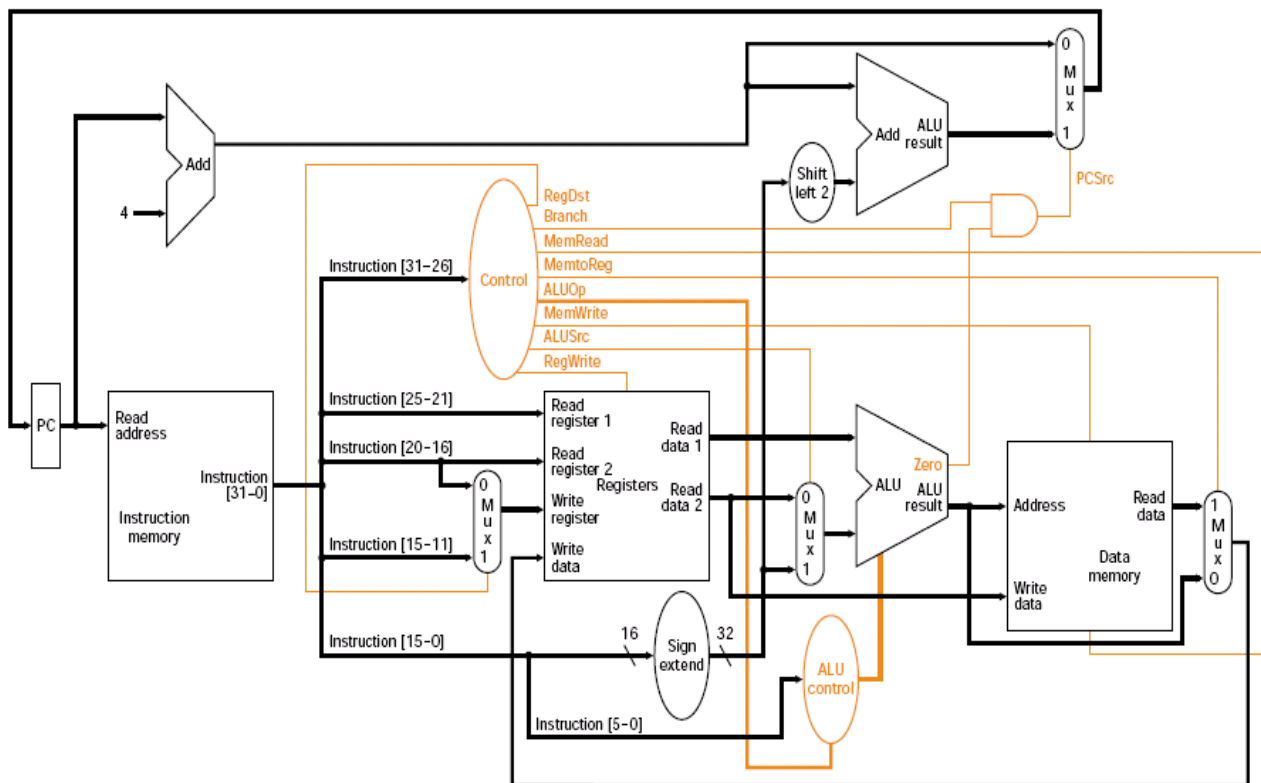 0
M
u
x
1
Add
ALU
result
Add
Shift
left 2
PCSrc
4
RegDst
Branch
MemRead
Instruction [31–26]
MemtoReg
Control
ALUOp
MemWrite
ALUSrc
RegWrite
PC
Read
address
Instruction
[31–0]
Instruction
memory
Instruction [25–21]
Instruction [20–16]
Instruction [15–11]
0
M
u
x
1
Read
register 1
Read
register 2
Write
register
Write
data
Registers
Read
data 1
Read
data 2
0
M
u
x
1
Zero
ALU
ALU
result
Address
Read
data
Data
memory
Write
data
1
M
u
x
0
Instruction [15–0]
16
Sign
extend
32
ALU
control
Instruction [5–0]